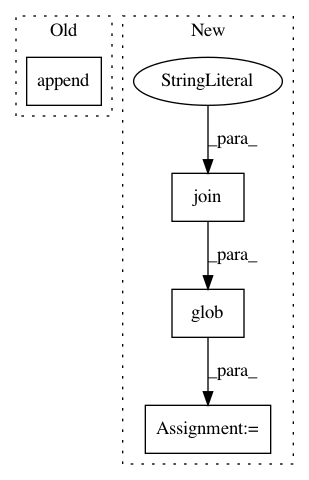 Old
New
append
StringLiteral
_para_
join
_para_
glob
_para_
Assignment:=